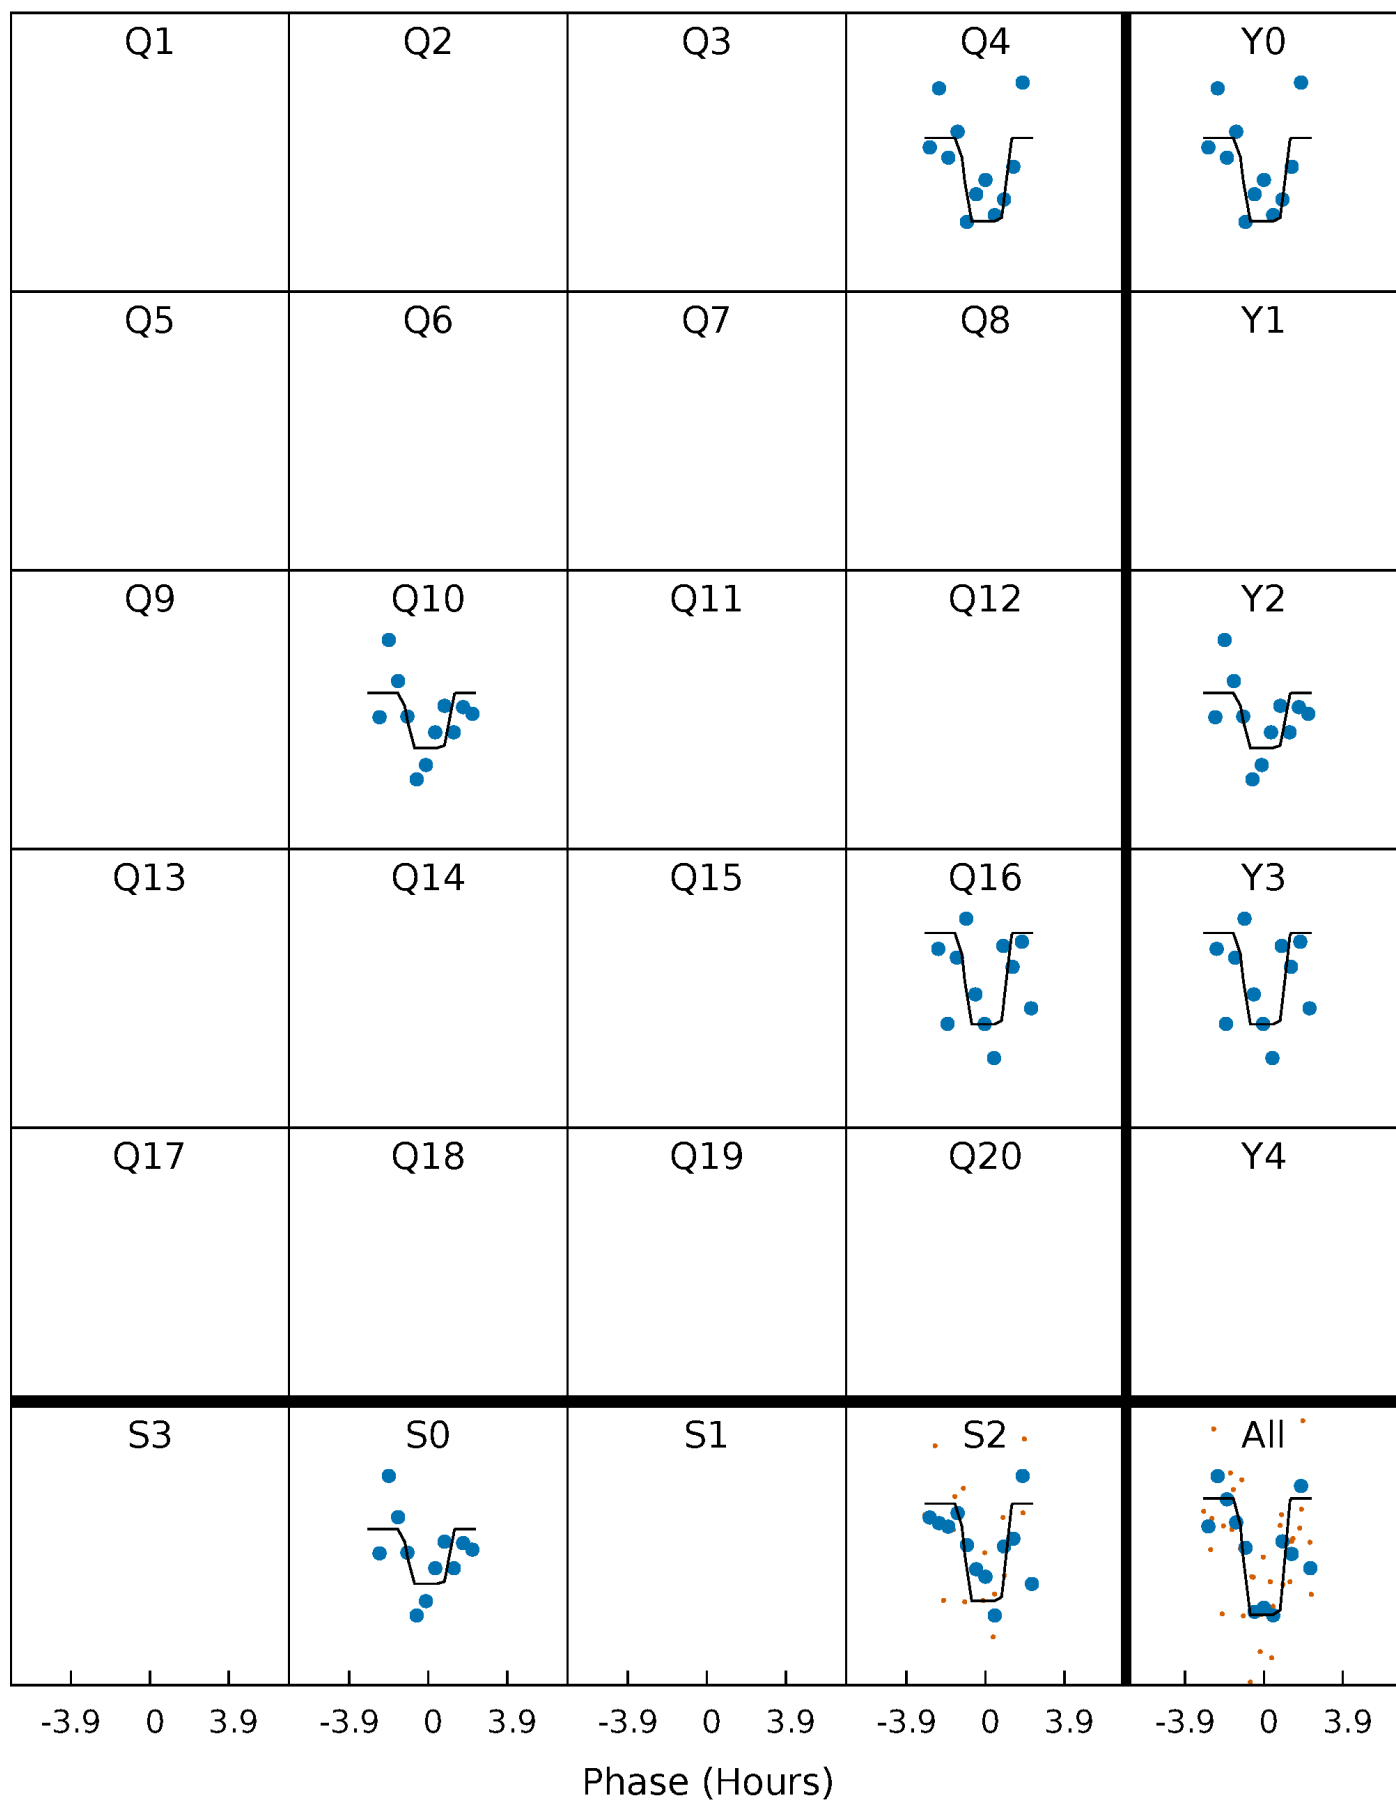 Q1 Q2 Q3 Q4 Y0
Q5 Q6 Q7 Q8 Y1
Q9 Q10 Q11 Q12 Y2
Q13 Q14 Q15 Q16 Y3
Q17 Q18 Q19 Q20 Y4
S3 S0 S1 S2 All
-3.9 0 3.9 -3.9 0 3.9 -3.9 0 3.9 -3.9 0 3.9 -3.9 0 3.9
Phase (Hours)